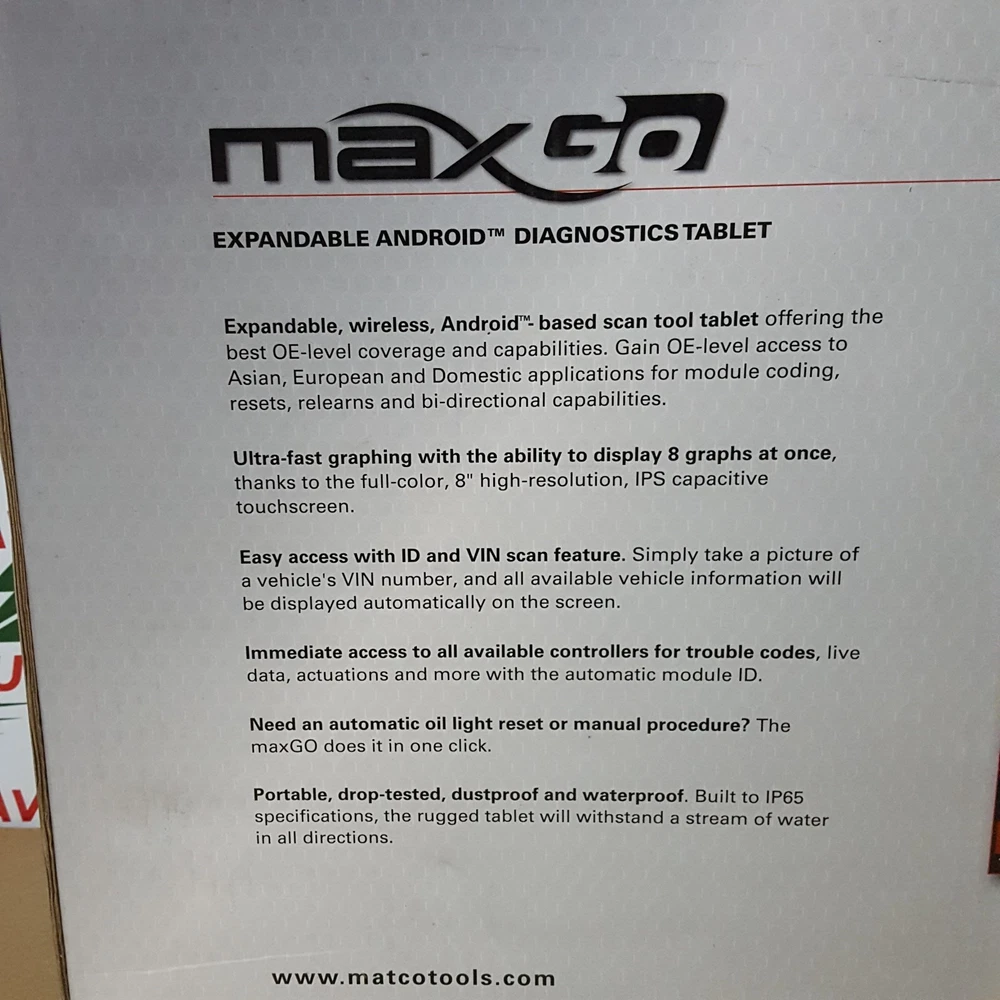 maxGO
EXPANDABLE ANDROID™ DIAGNOSTICS TABLET
Expandable, wireless, Android™- based scan tool tablet offering the
best OE-level coverage and capabilities. Gain OE-level access to
Asian, European and Domestic applications for module coding,
resets, relearns and bi-directional capabilities.
Ultra-fast graphing with the ability to display 8 graphs at once,
thanks to the full-color, 8" high-resolution, IPS capacitive
touchscreen.
Easy access with ID and VIN scan feature. Simply take a picture of
a vehicle's VIN number, and all available vehicle information will
be displayed automatically on the screen.
Immediate access to all available controllers for trouble codes, live
data, actuations and more with the automatic module ID.
Need an automatic oil light reset or manual procedure? The
maxGO does it in one click.
Portable, drop-tested, dustproof and waterproof. Built to IP65
specifications, the rugged tablet will withstand a stream of water
in all directions.
www.matcotools.com